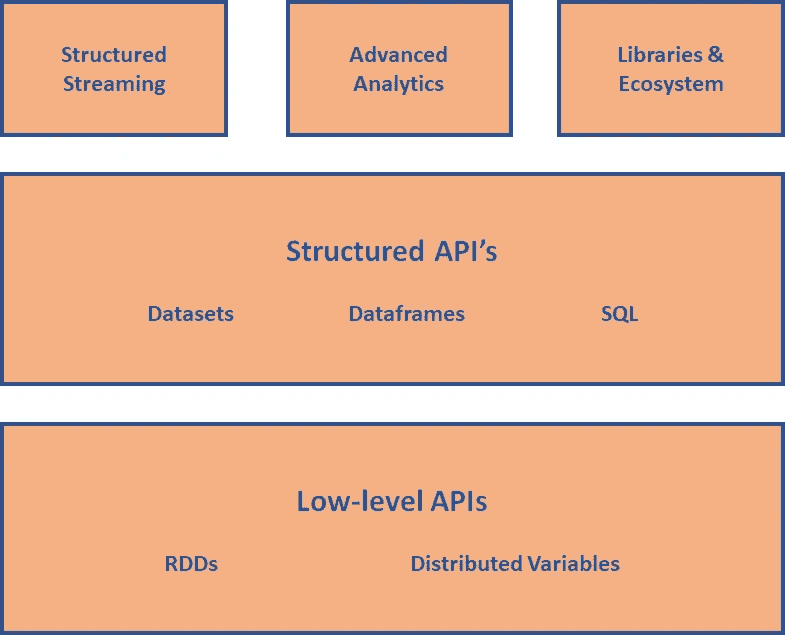 Structured
Streaming
Advanced
Analytics
Libraries &
Ecosystem
Structured API’s
Datasets Dataframes SQL
Low-level APIs
RDDs Distributed Variables